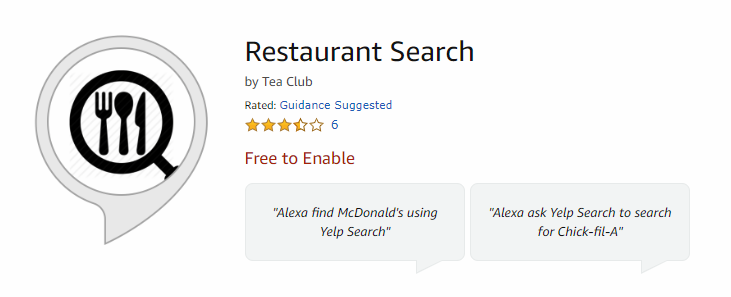 Restaurant Search
by Tea Club
Rated: Guidance Suggested
6
Free to Enable
"Alexa find McDonald's using
Yelp Search"
"Alexa ask Yelp Search to search
for Chick-fil-A"